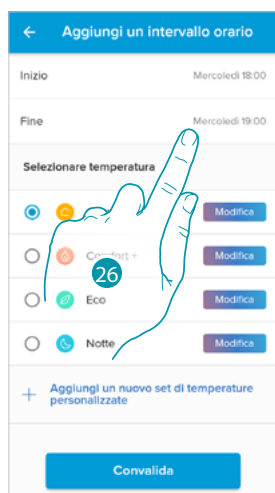 ← Aggiungi un intervallo orario
Inizio Mercoledì 18:00
Fine Mercoledì 19:00
Selezionare temperatura
Modifica
Comfort + Modifica
26
Eco Modifica
Notte Modifica
+ Aggiungi un nuovo set di temperature
personalizzate
Convalida